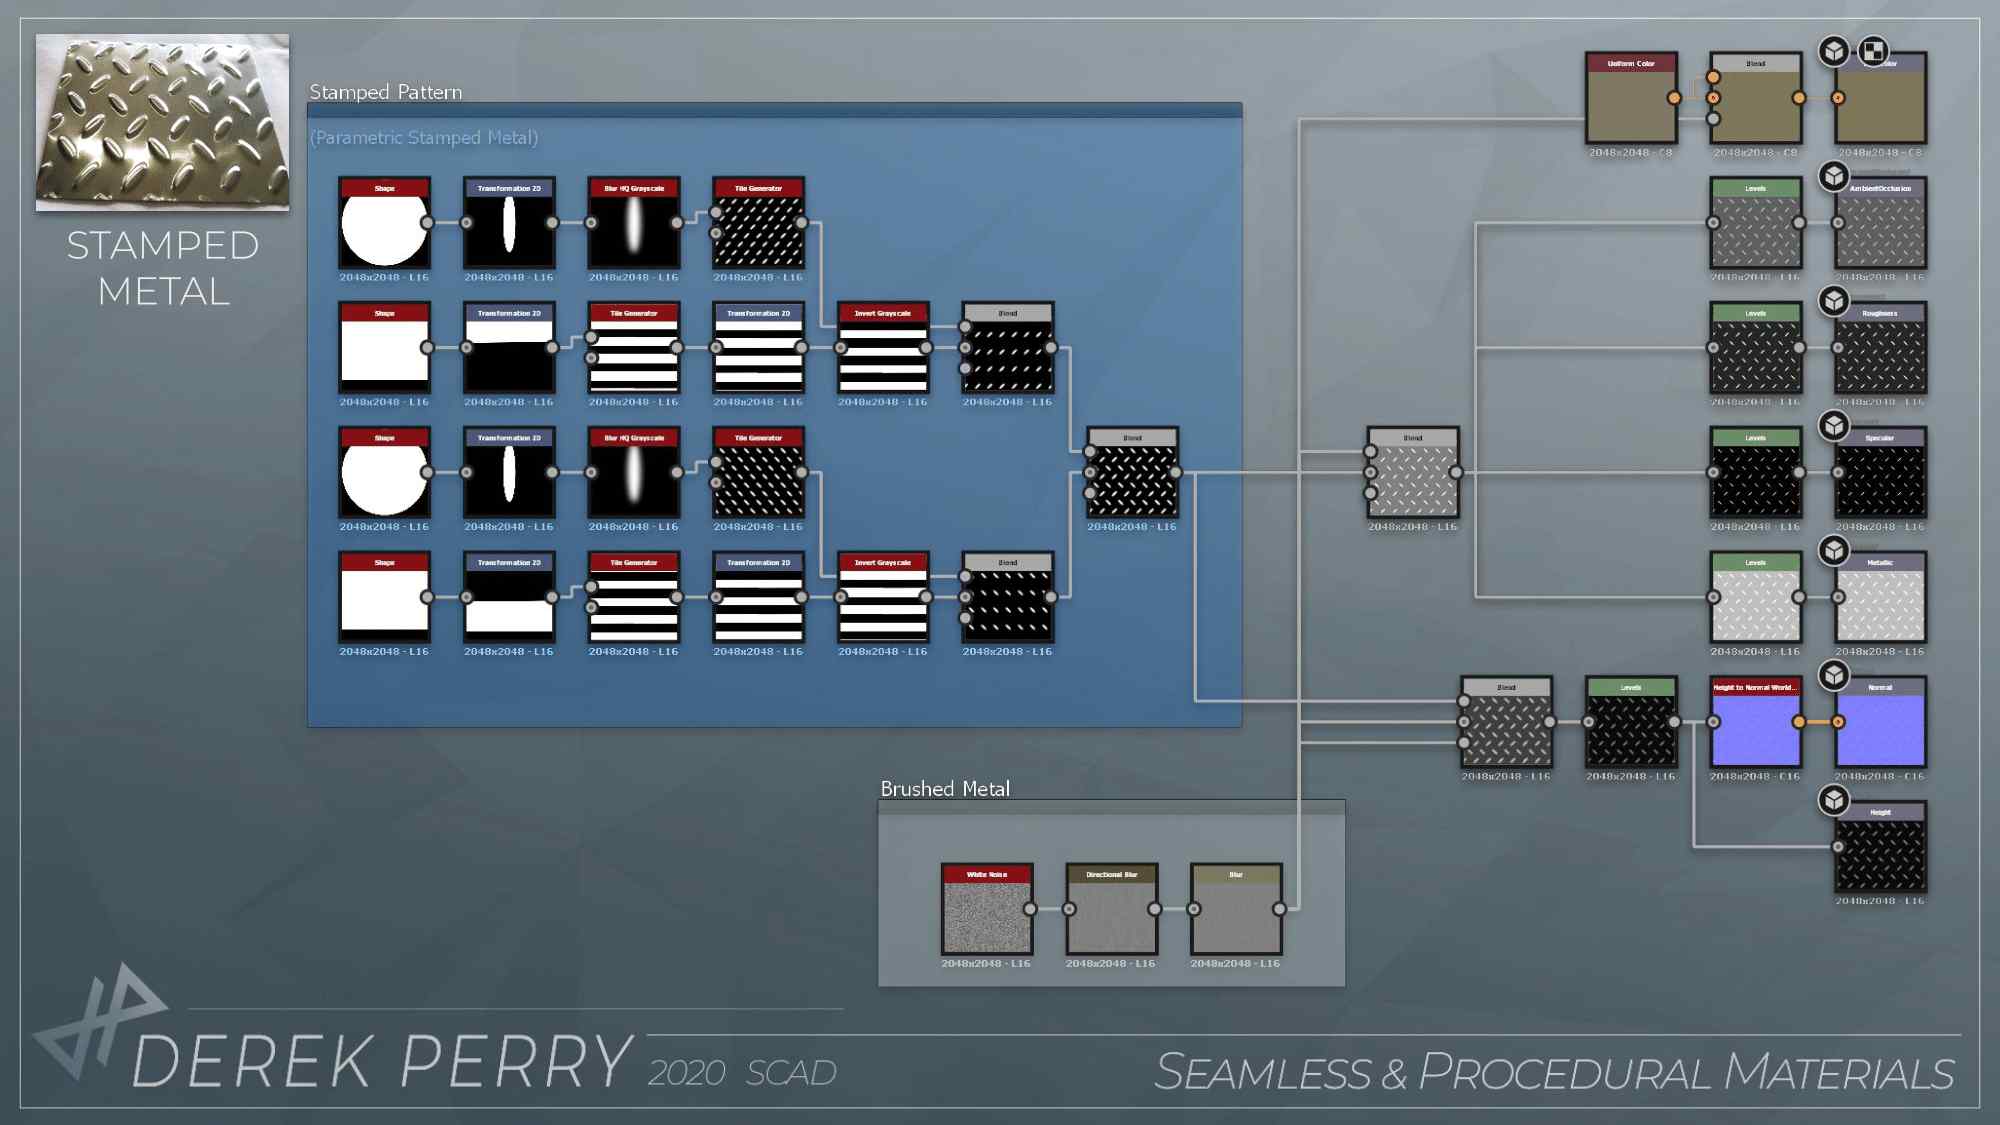 STAMPED
METAL
Stamped Pattern
(Parametric Stamped Metal)
Shape
Transformation 2D
Blur HQ Grayscale
Tile Generator
2048x2048 - L16
2048x2048 - L16
2048x2048 - L16
2048x2048 - L16
Shape
Transformation 2D
Tile Generator
Transformation 2D
Invert Grayscale
Blend
2048x2048 - L16
2048x2048 - L16
2048x2048 - L16
2048x2048 - L16
2048x2048 - L16
2048x2048 - L16
Shape
Transformation 2D
Blur HQ Grayscale
Tile Generator
Blend
2048x2048 - L16
2048x2048 - L16
2048x2048 - L16
2048x2048 - L16
2048x2048 - L16
Shape
Transformation 2D
Tile Generator
Transformation 2D
Invert Grayscale
Blend
2048x2048 - L16
2048x2048 - L16
2048x2048 - L16
2048x2048 - L16
2048x2048 - L16
2048x2048 - L16
Brushed Metal
White Noise
Directional Blur
Blur
2048x2048 - L16
2048x2048 - L16
2048x2048 - L16
Uniform Color
Blend
2048x2048 - C8
2048x2048 - C8
2048x2048 - C8
Levels
AmbientOcclusion
2048x2048 - L16
2048x2048 - L16
Levels
Roughness
2048x2048 - L16
2048x2048 - L16
Blend
2048x2048 - L16
Levels
Specular
2048x2048 - L16
2048x2048 - L16
Levels
Metallic
2048x2048 - L16
2048x2048 - L16
Blend
Levels
Height to Normal World...
Normal
2048x2048 - L16
2048x2048 - L16
2048x2048 - C16
2048x2048 - C16
Height
2048x2048 - L16
DEREK PERRY 2020 SCAD
SEAMLESS & PROCEDURAL MATERIALS